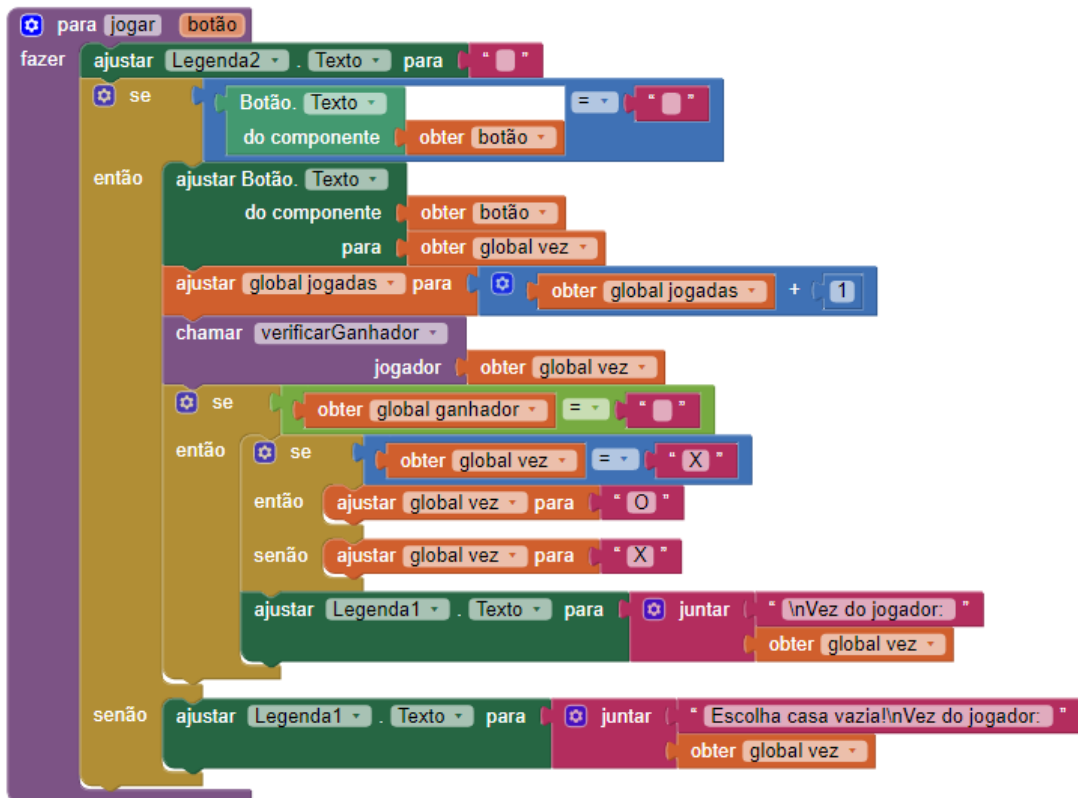 para jogar botão
fazer ajustar Legenda2 . Texto para " "
se Botão. Texto = " "
do componente obter botão
então ajustar Botão. Texto
do componente obter botão
para obter global vez
ajustar global jogadas para obter global jogadas + 1
chamar verificarGanhador
jogador obter global vez
se obter global ganhador = " "
então se obter global vez = " X "
então ajustar global vez para " O "
senão ajustar global vez para " X "
ajustar Legenda1 . Texto para juntar " \nVez do jogador: "
obter global vez
senão ajustar Legenda1 . Texto para juntar " Escolha casa vazia!\nVez do jogador: "
obter global vez